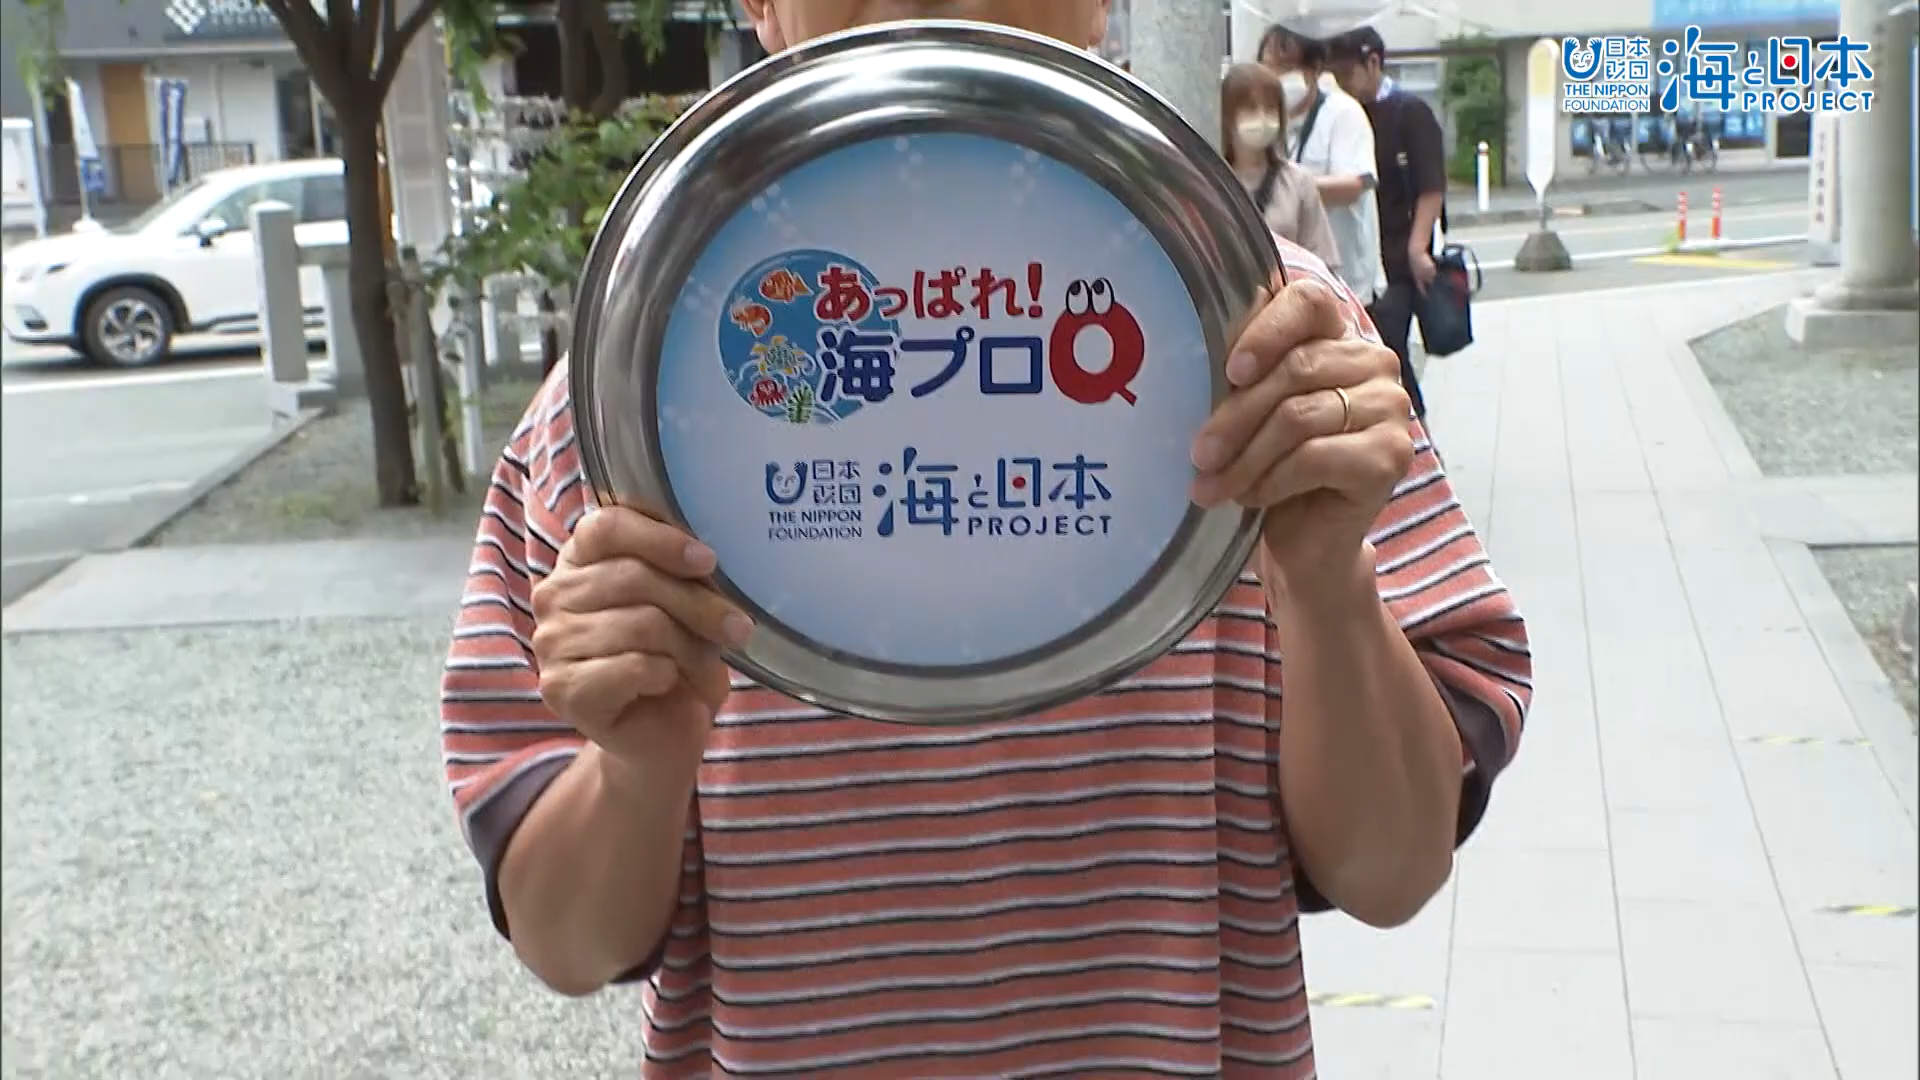 日本
財団
THE NIPPON
FOUNDATION
海と日本
PROJECT
あっぱれ!
海プロQ
日本
財団
THE NIPPON
FOUNDATION
海と日本
PROJECT